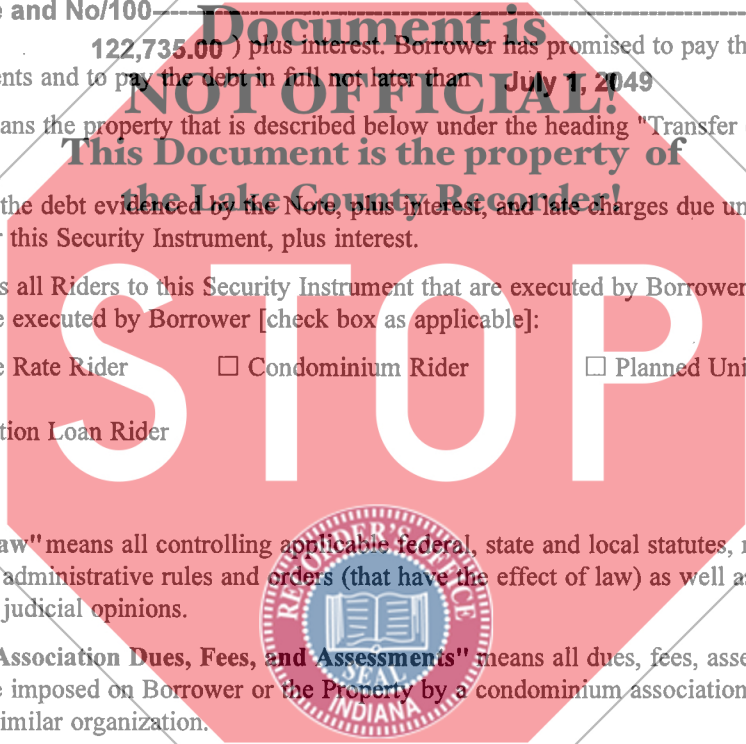 e and No/100
Document is
122,735.00 ) plus interest. Borrower has promised to pay th
nts and to pay the debt in full not later than July 1, 2049
NOT OFFICIAL!
ans the property that is described below under the heading "Transfer
This Document is the property of
the Lake County Recorder!
the debt evidenced by the Note, plus interest, and late charges due un
r this Security Instrument, plus interest.
s all Riders to this Security Instrument that are executed by Borrower
e executed by Borrower [check box as applicable]:
e Rate Rider ☐ Condominium Rider ☐ Planned Uni
tion Loan Rider
STOP
aw" means all controlling applicable federal, state and local statutes, r
administrative rules and orders (that have the effect of law) as well a
judicial opinions.
Association Dues, Fees, and Assessments" means all dues, fees, asse
e imposed on Borrower or the Property by a condominium association
imilar organization.
RECORDER'S OFFICE
SEAL
INDIANA